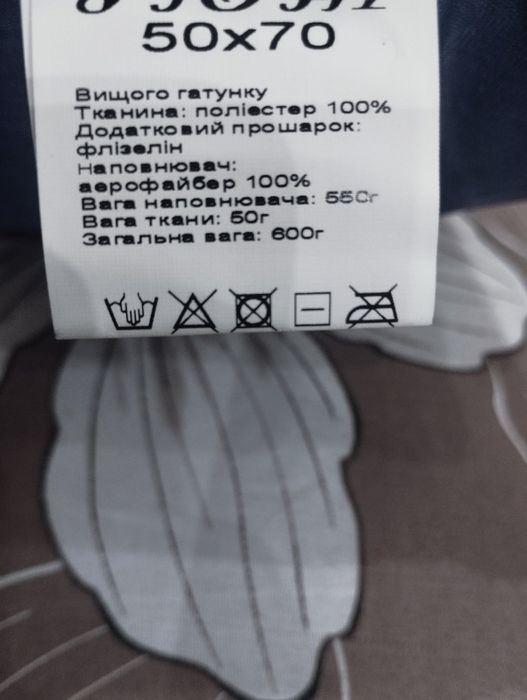 50x70
Вищого гатунку
Тканина: поліестер 100%
Додатковий прошарок:
флізелін
Наповнювач:
аерофайбер 100%
Вага наповнювача: 550г
Вага ткани: 50г
Загальна вага: 600г